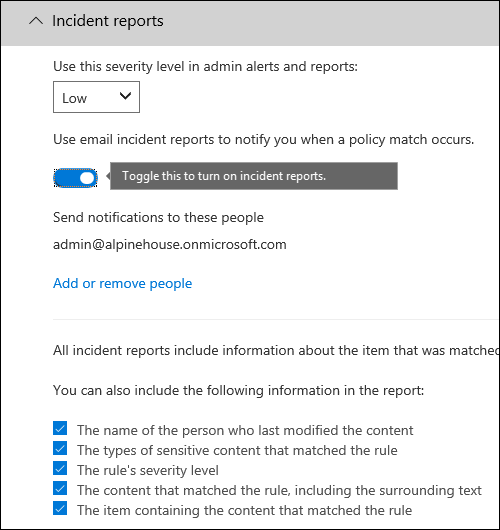 Incident reports
Use this severity level in admin alerts and reports:
Low
Use email incident reports to notify you when a policy match occurs.
Toggle this to turn on incident reports.
Send notifications to these people
admin@alpinehouse.onmicrosoft.com
Add or remove people
All incident reports include information about the item that was matched
You can also include the following information in the report:
The name of the person who last modified the content
The types of sensitive content that matched the rule
The rule's severity level
The content that matched the rule, including the surrounding text
The item containing the content that matched the rule